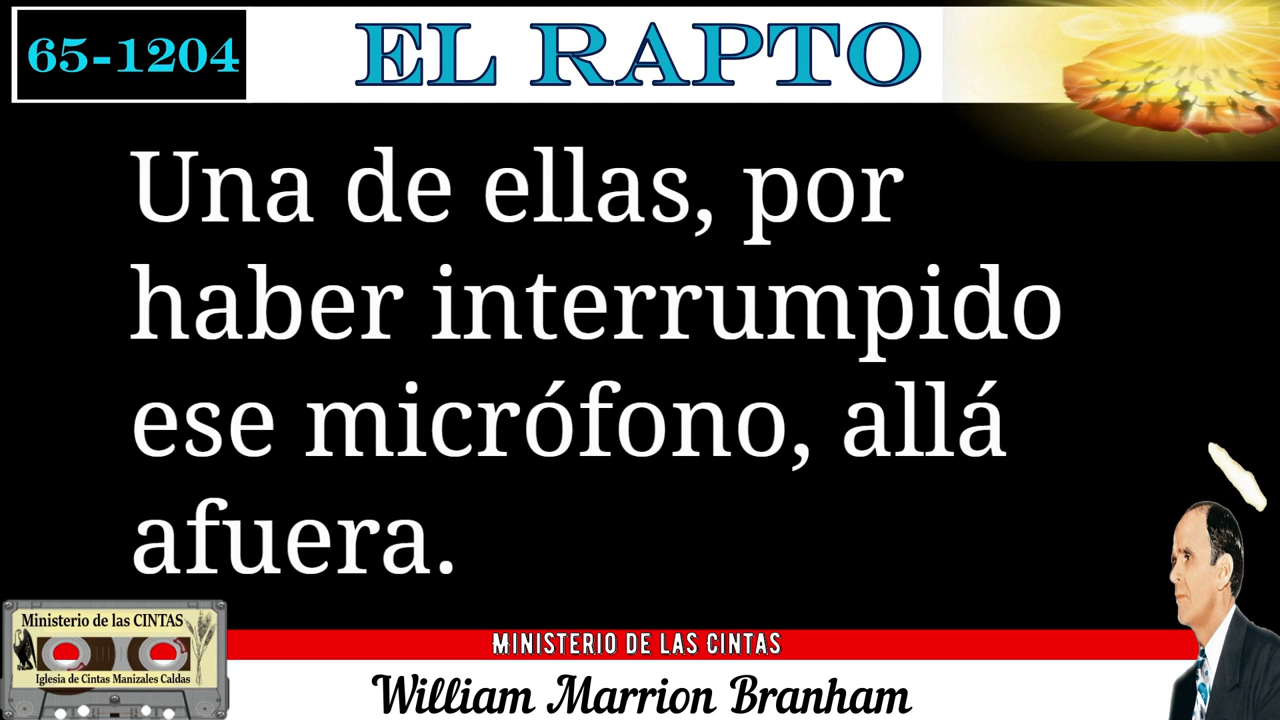 65-1204
EL RAPTO
Una de ellas, por
haber interrumpido
ese micrófono, allá
afuera.
Ministerio de las CINTAS
Iglesia de Cintas Manizales Caldas
MINISTERIO DE LAS CINTAS
William Marrion Branham